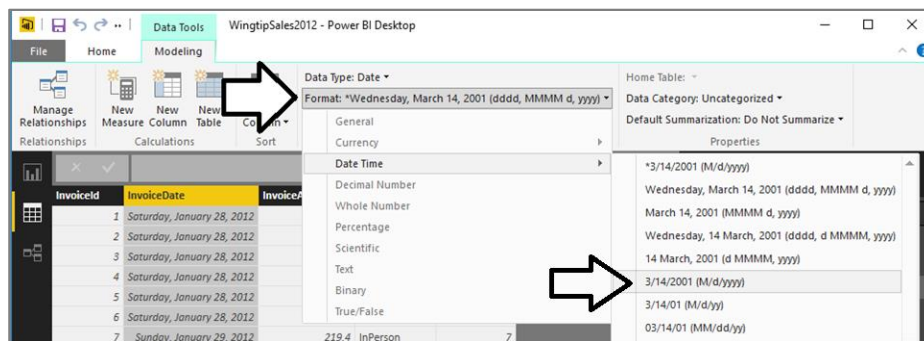 Data Tools WingtipSales2012 - Power BI Desktop
File Home Modeling
Manage Relationships
New Measure
New Column
New Table
Column
Relationships Calculations Sort
Data Type: Date
Format: *Wednesday, March 14, 2001 (dddd, MMMM d, yyyy)
Home Table:
Data Category: Uncategorized
Default Summarization: Do Not Summarize
Properties
General
Currency
Date Time
Decimal Number
Whole Number
Percentage
Scientific
Text
Binary
True/False
*3/14/2001 (M/d/yyyy)
Wednesday, March 14, 2001 (dddd, MMMM d, yyyy)
March 14, 2001 (MMMM d, yyyy)
Wednesday, 14 March, 2001 (dddd, d MMMM, yyyy)
14 March, 2001 (d MMMM, yyyy)
3/14/2001 (M/d/yyyy)
3/14/01 (M/d/yy)
03/14/01 (MM/dd/yy)
InvoiceId InvoiceDate
1 Saturday, January 28, 2012
2 Saturday, January 28, 2012
3 Saturday, January 28, 2012
4 Saturday, January 28, 2012
5 Saturday, January 28, 2012
6 Saturday, January 28, 2012
7 Sunday, January 29, 2012 219.4 InPerson 7